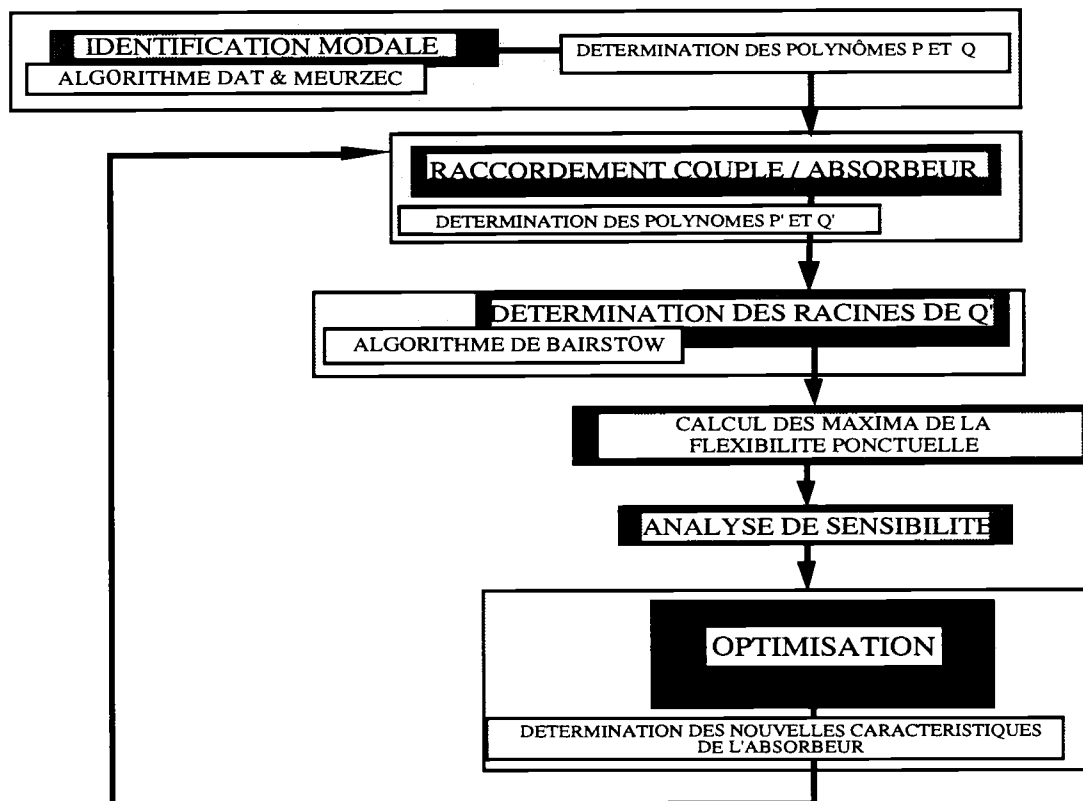 IDENTIFICATION MODALE
ALGORITHME DAT & MEURZEC
DETERMINATION DES POLYNÔMES P ET Q
RACCORDEMENT COUPLE / ABSORBEUR
DETERMINATION DES POLYNOMES P' ET Q'
DETERMINATION DES RACINES DE Q'
ALGORITHME DE BAIRSTOW
CALCUL DES MAXIMA DE LA
FLEXIBILITE PONCTUELLE
ANALYSE DE SENSIBILITE
OPTIMISATION
DETERMINATION DES NOUVELLES CARACTERISTIQUES
DE L'ABSORBEUR